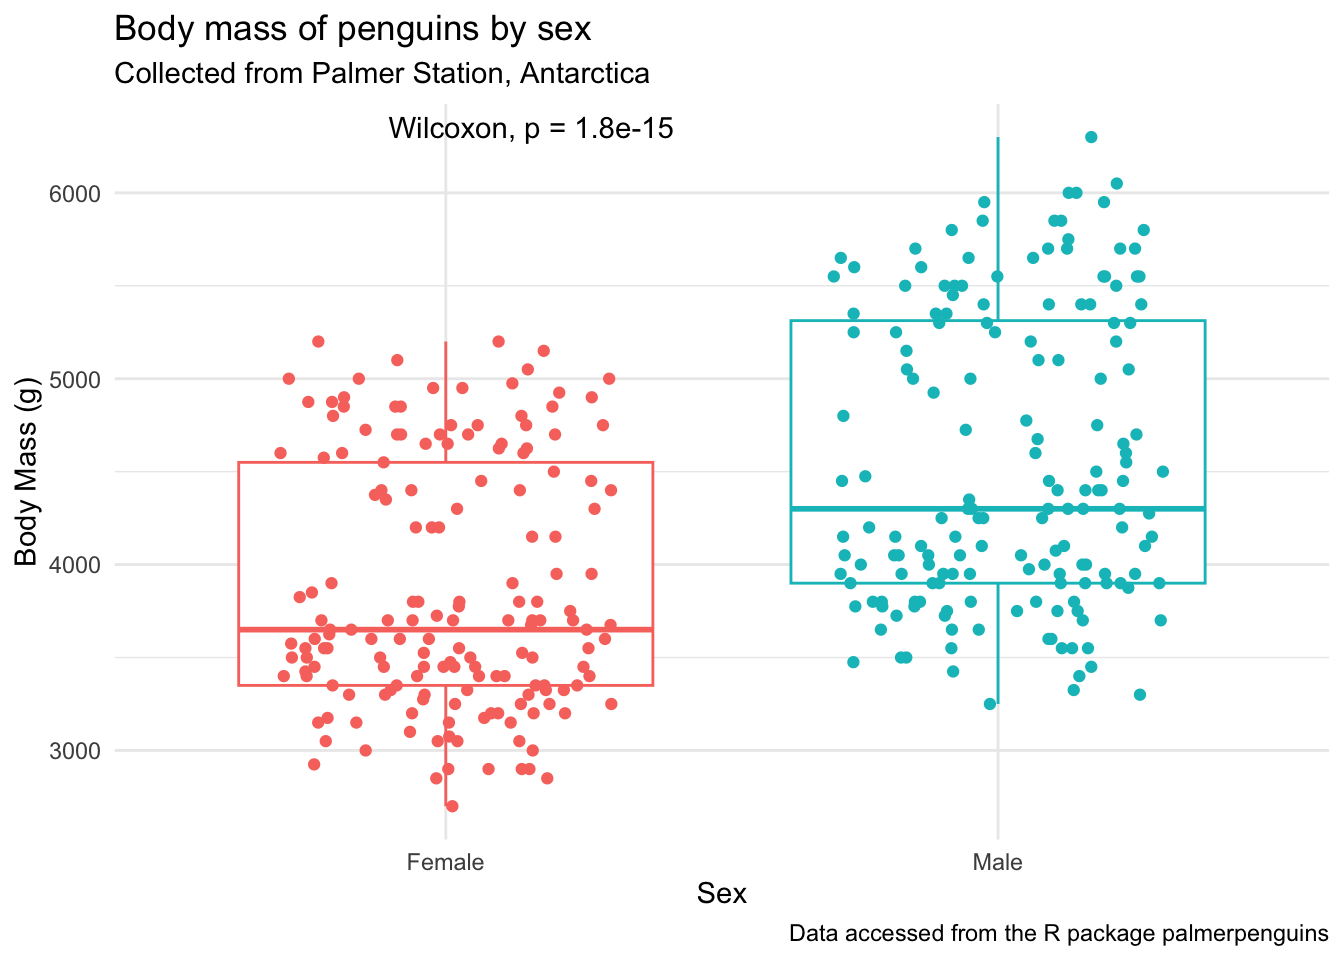 Body mass of penguins by sex
Collected from Palmer Station, Antarctica
Wilcoxon, p = 1.8e-15
6000
5000
4000
3000
Body Mass (g)
Female
Male
Sex
Data accessed from the R package palmerpenguins